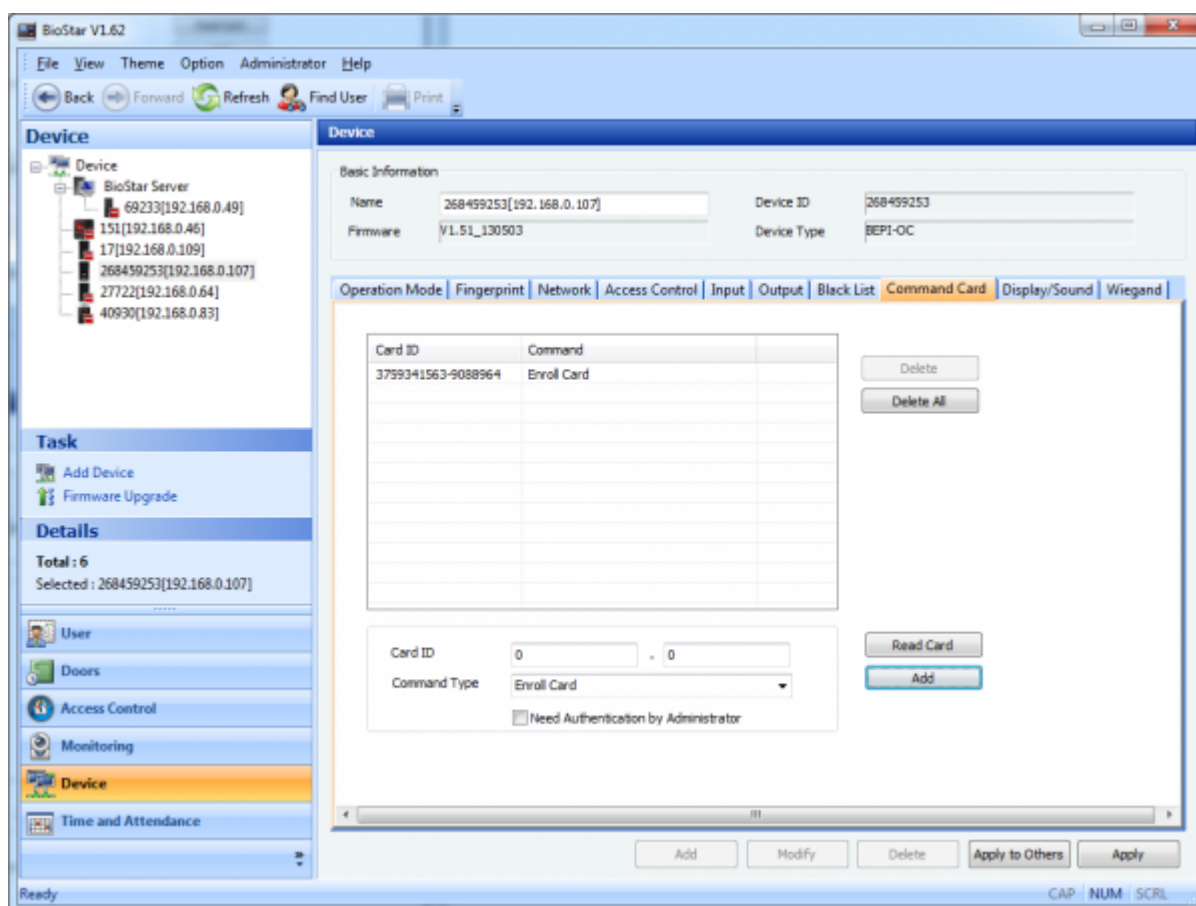 BioStar V1.62
File View Theme Option Administrator Help
Back Forward Refresh Find User Print
Device
Device
BioStar Server
69233[192.168.0.49]
151[192.168.0.46]
17[192.168.0.109]
268459253[192.168.0.107]
27722[192.168.0.64]
40930[192.168.0.83]
Task
Add Device
Firmware Upgrade
Details
Total : 6
Selected : 268459253[192.168.0.107]
User
Doors
Access Control
Monitoring
Device
Time and Attendance
Device
Basic Information
Name 268459253[192.168.0.107] Device ID 268459253
Firmware V1.51_130503 Device Type BEPI-OC
Operation Mode Fingerprint Network Access Control Input Output Black List Command Card Display/Sound Wiegand
Card ID Command
3759341563-9088964 Enroll Card
Delete
Delete All
Card ID 0 - 0 Read Card
Command Type Enroll Card Add
Need Authentication by Administrator
Add Modify Delete Apply to Others Apply
Ready CAP NUM SCRL